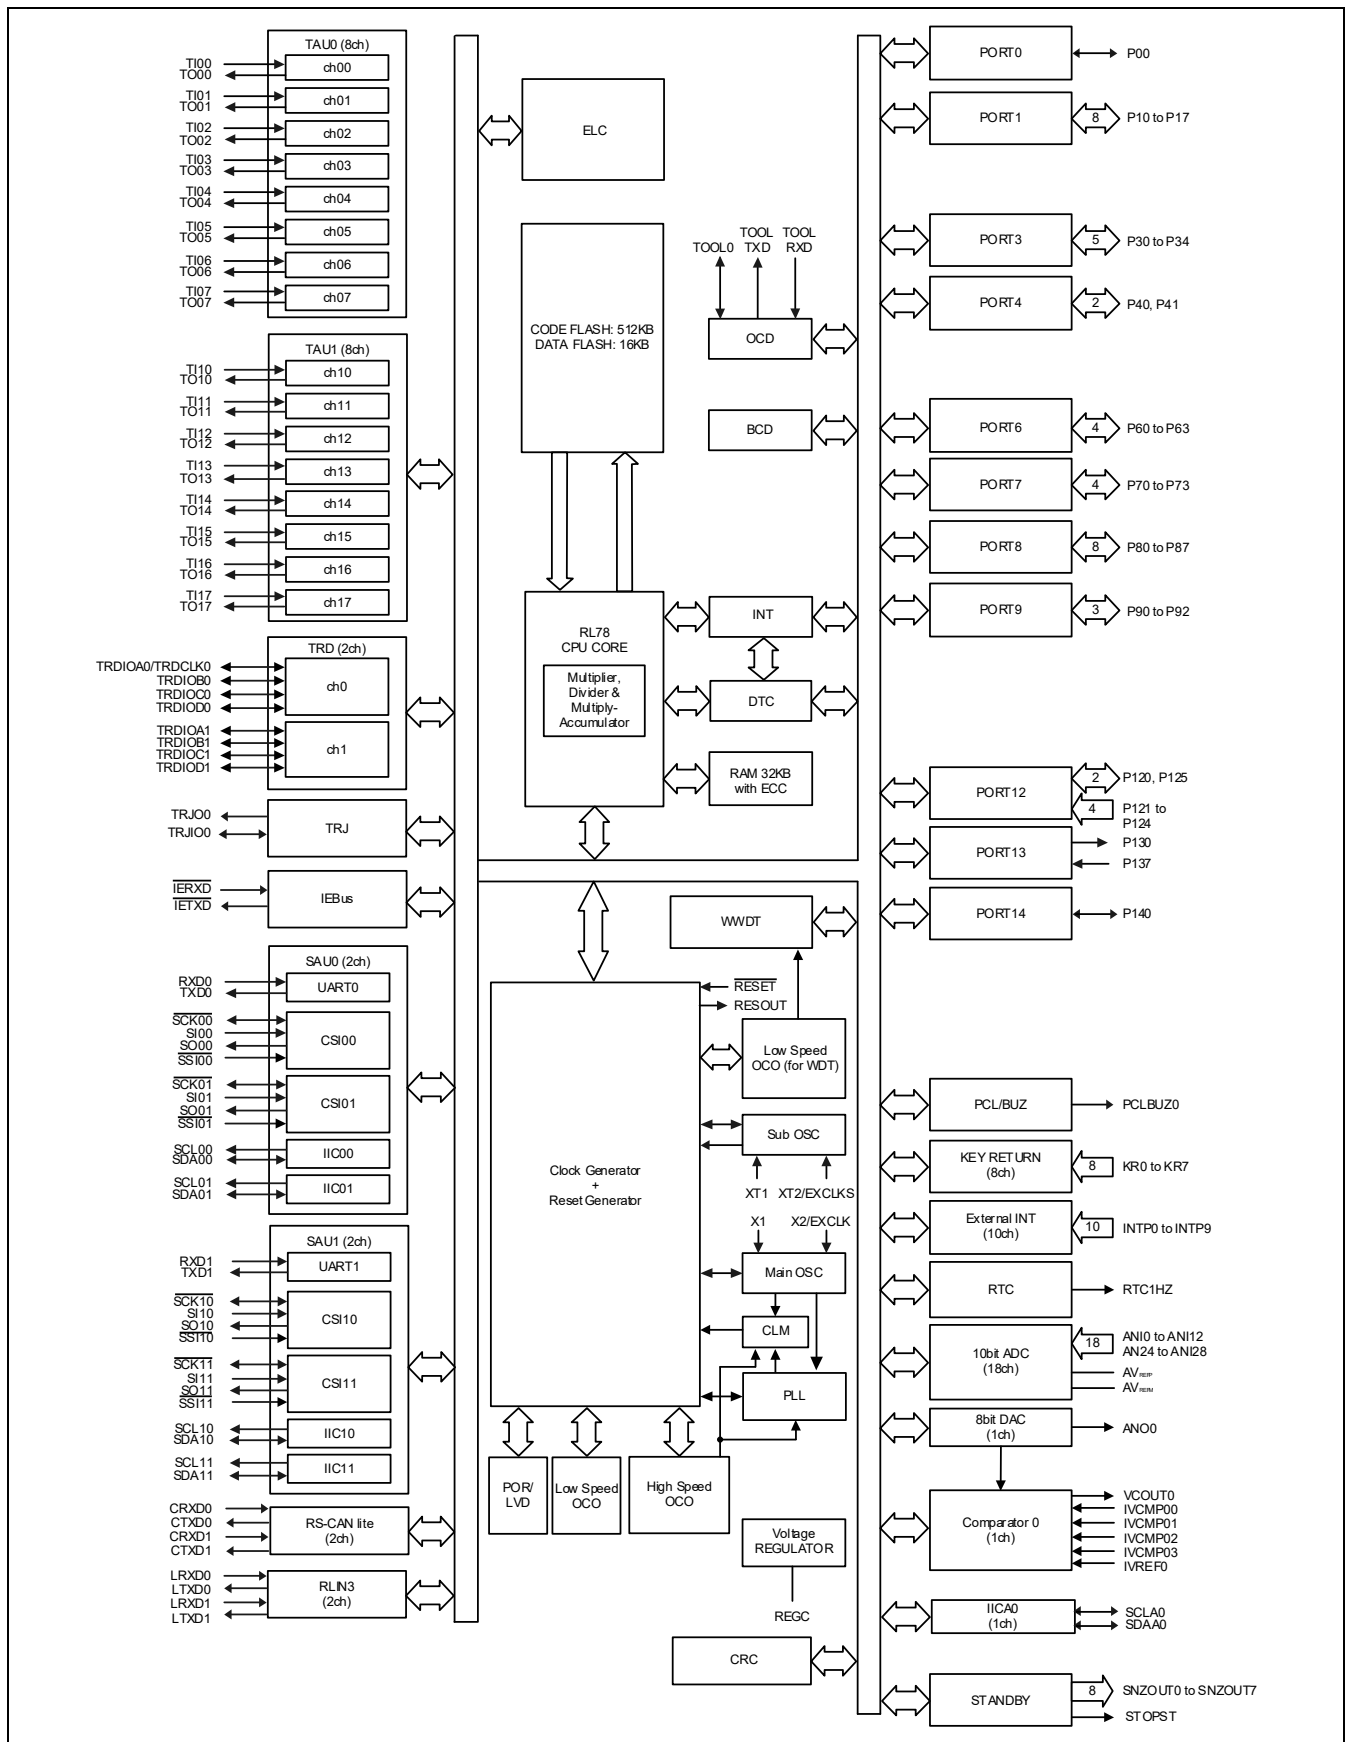 TAU0 (8ch)
TI00
TO00
ch00
TI01
TO01
ch01
TI02
TO02
ch02
TI03
TO03
ch03
TI04
TO04
ch04
TI05
TO05
ch05
TI06
TO06
ch06
TI07
TO07
ch07
TAU1 (8ch)
TI10
TO10
ch10
TI11
TO11
ch11
TI12
TO12
ch12
TI13
TO13
ch13
TI14
TO14
ch14
TI15
TO15
ch15
TI16
TO16
ch16
TI17
TO17
ch17
TRD (2ch)
TRDIOA0/TRDCLK0
TRDIOB0
TRDIOC0
TRDIOD0
ch0
TRDIOA1
TRDIOB1
TRDIOC1
TRDIOD1
ch1
TRJO0
TRJIO0
TRJ
IERXD
IETXD
IEBus
SAU0 (2ch)
RXD0
TXD0
UART0
SCK00
SI00
SO00
SSI00
CSI00
SCK01
SI01
SO01
SSI01
CSI01
SCL00
SDA00
IIC00
SCL01
SDA01
IIC01
SAU1 (2ch)
RXD1
TXD1
UART1
SCK10
SI10
SO10
SSI10
CSI10
SCK11
SI11
SO11
SSI11
CSI11
SCL10
SDA10
IIC10
SCL11
SDA11
IIC11
CRXD0
CTXD0
CRXD1
CTXD1
RS-CAN lite
(2ch)
LRXD0
LTXD0
LRXD1
LTXD1
RLIN3
(2ch)
ELC
CODE FLASH: 512KB
DATA FLASH: 16KB
TOOL0
TOOL
TXD
TOOL
RXD
OCD
BCD
RL78
CPU CORE
Multiplier,
Divider &
Multiply-
Accumulator
INT
DTC
RAM 32KB
with ECC
WWDT
RESET
RESOUT
Low Speed
OCO (for WDT)
Clock Generator
+
Reset Generator
Sub OSC
XT1
XT2/EXCLKS
X1
X2/EXCLK
Main OSC
CLM
PLL
POR/
LVD
Low Speed
OCO
High Speed
OCO
Voltage
REGULATOR
REGC
CRC
PORT0
P00
PORT1
8
P10 to P17
PORT3
5
P30 to P34
PORT4
2
P40, P41
PORT6
4
P60 to P63
PORT7
4
P70 to P73
PORT8
8
P80 to P87
PORT9
3
P90 to P92
PORT12
2
P120, P125
4
P121 to
P124
PORT13
P130
P137
PORT14
P140
PCL/BUZ
PCLBUZ0
KEY RETURN
(8ch)
8
KR0 to KR7
External INT
(10ch)
10
INTP0 to INTP9
RTC
RTC1HZ
10bit ADC
(18ch)
18
ANI0 to ANI12
AN24 to ANI28
AVREFP
AVREFM
8bit DAC
(1ch)
ANO0
Comparator 0
(1ch)
VCOUT0
IVCMP00
IVCMP01
IVCMP02
IVCMP03
IVREF0
IICA0
(1ch)
SCLA0
SDAA0
STANDBY
8
SNZOUT0 to SNZOUT7
STOPST